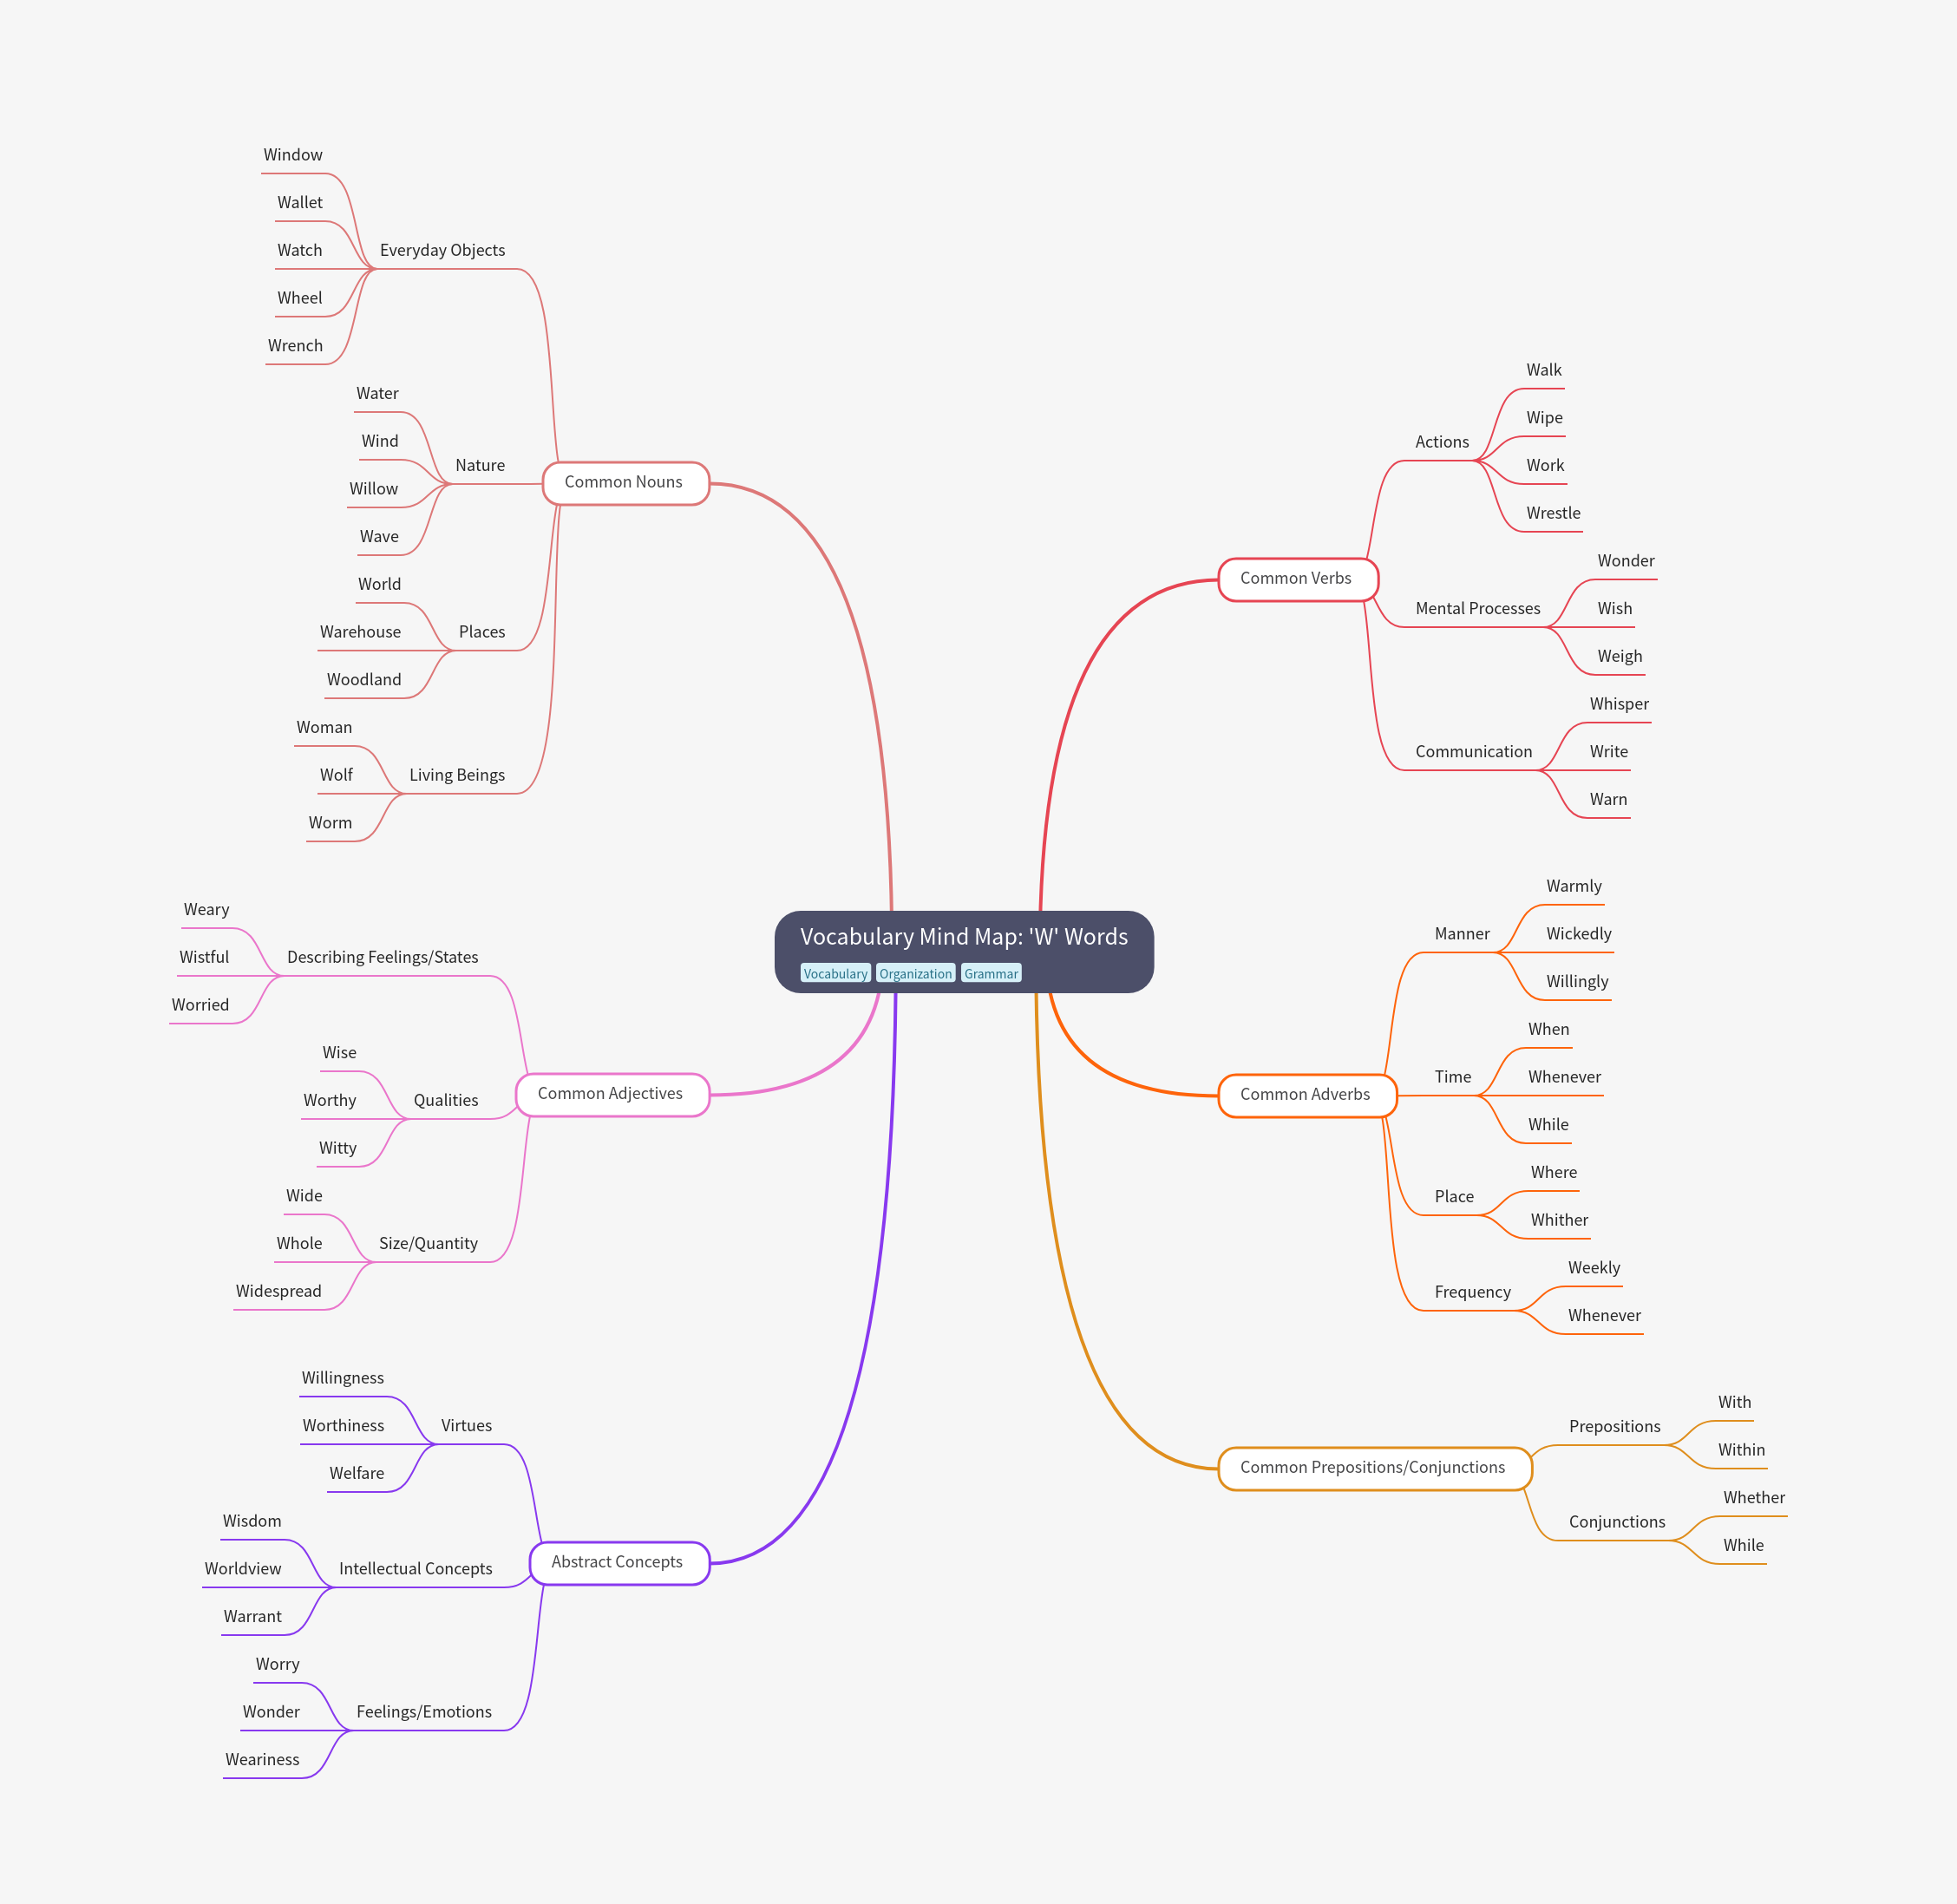 Vocabulary Mind Map: 'W' Words
Vocabulary Organization Grammar
Common Nouns
Everyday Objects
Window
Wallet
Watch
Wheel
Wrench
Nature
Water
Wind
Willow
Wave
Places
World
Warehouse
Woodland
Living Beings
Woman
Wolf
Worm
Common Adjectives
Describing Feelings/States
Weary
Wistful
Worried
Qualities
Wise
Worthy
Witty
Size/Quantity
Wide
Whole
Widespread
Abstract Concepts
Virtues
Willingness
Worthiness
Welfare
Intellectual Concepts
Wisdom
Worldview
Warrant
Feelings/Emotions
Worry
Wonder
Weariness
Common Verbs
Actions
Walk
Wipe
Work
Wrestle
Mental Processes
Wonder
Wish
Weigh
Communication
Whisper
Write
Warn
Common Adverbs
Manner
Warmly
Wickedly
Willingly
Time
When
Whenever
While
Place
Where
Whither
Frequency
Weekly
Whenever
Common Prepositions/Conjunctions
Prepositions
With
Within
Conjunctions
Whether
While